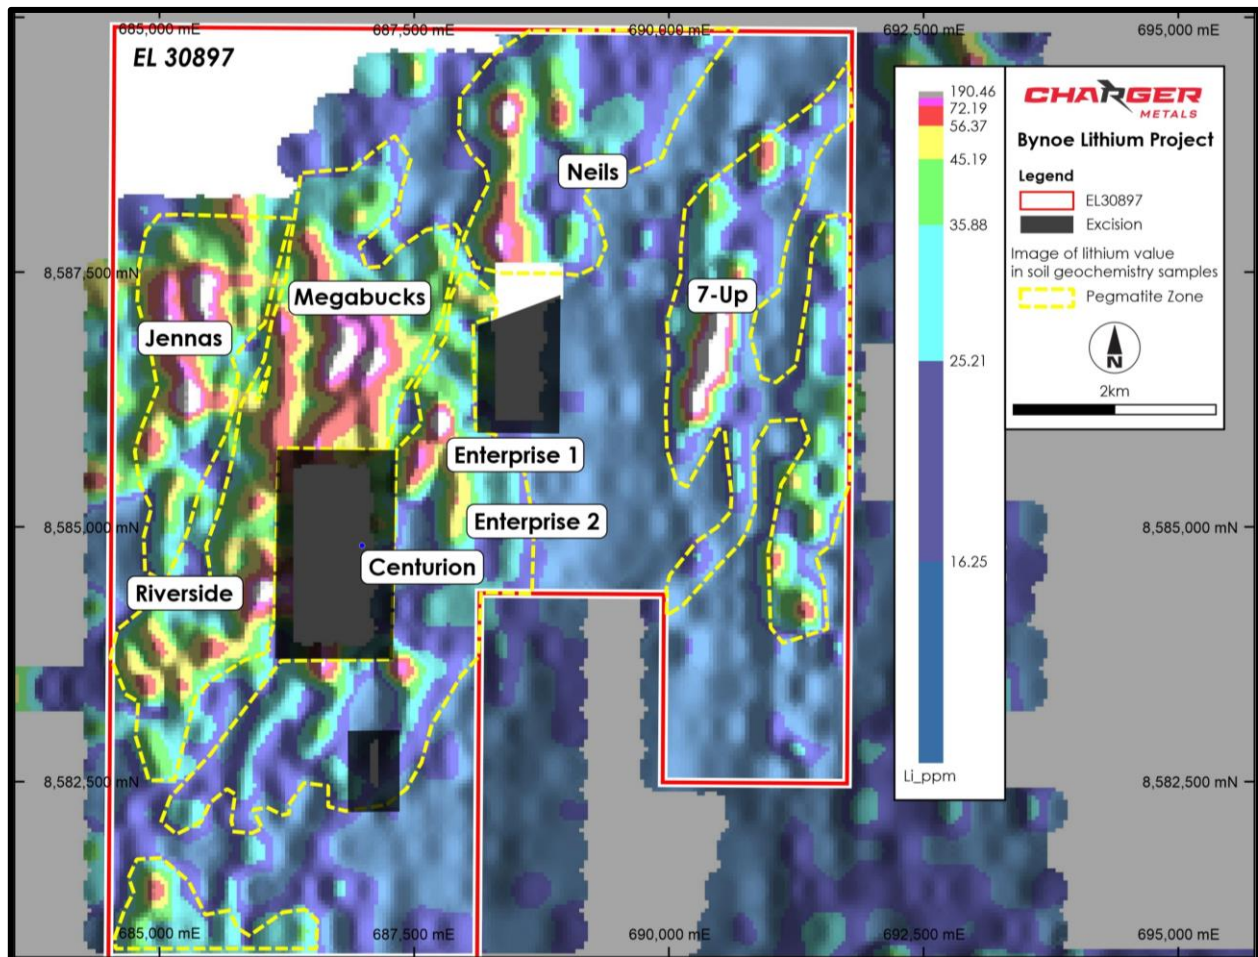 685,000 mE
687,500 mE
690,000 mE
692,500 mE
695,000 mE
EL 30897
190.46
72.19
56.37
45.19
35.88
25.21
16.25
Li_ppm
CHARGER
METALS
Bynoe Lithium Project
Legend
EL30897
Excision
Image of lithium value
in soil geochemistry samples
Pegmatite Zone
N
2km
Neils
8,587,500 mN
Megabucks
7-Up
Jennas
Enterprise 1
Enterprise 2
8,585,000 mN
8,585,000 mN
Centurion
Riverside
8,582,500 mN
8,582,500 mN
685,000 mE
687,500 mE
690,000 mE
692,500 mE
695,000 mE